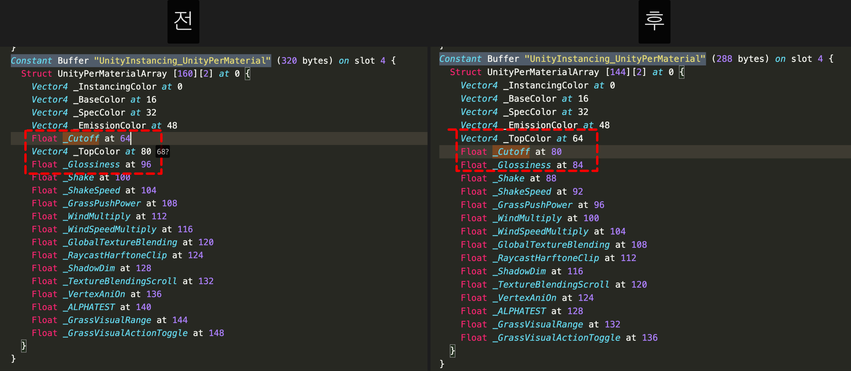 전
}
Constant Buffer "UnityInstancing_UnityPerMaterial" (320 bytes) on slot 4 {
Struct UnityPerMaterialArray [160][2] at 0 {
Vector4 _InstancingColor at 0
Vector4 _BaseColor at 16
Vector4 _SpecColor at 32
Vector4 _EmissionColor at 48
Float _Cutoff at 64
Vector4 _TopColor at 80 68?
Float _Glossiness at 96
Float _Shake at 100
Float _ShakeSpeed at 104
Float _GrassPushPower at 108
Float _WindMultiply at 112
Float _WindSpeedMultiply at 116
Float _GlobalTextureBlending at 120
Float _RaycastHarftoneClip at 124
Float _ShadowDim at 128
Float _TextureBlendingScroll at 132
Float _VertexAniOn at 136
Float _ALPHATEST at 140
Float _GrassVisualRange at 144
Float _GrassVisualActionToggle at 148
}
}
후
}
Constant Buffer "UnityInstancing_UnityPerMaterial" (288 bytes) on slot 4 {
Struct UnityPerMaterialArray [144][2] at 0 {
Vector4 _InstancingColor at 0
Vector4 _BaseColor at 16
Vector4 _SpecColor at 32
Vector4 _EmissionColor at 48
Vector4 _TopColor at 64
Float _Cutoff at 80
Float _Glossiness at 84
Float _Shake at 88
Float _ShakeSpeed at 92
Float _GrassPushPower at 96
Float _WindMultiply at 100
Float _WindSpeedMultiply at 104
Float _GlobalTextureBlending at 108
Float _RaycastHarftoneClip at 112
Float _ShadowDim at 116
Float _TextureBlendingScroll at 120
Float _VertexAniOn at 124
Float _ALPHATEST at 128
Float _GrassVisualRange at 132
Float _GrassVisualActionToggle at 136
}
}